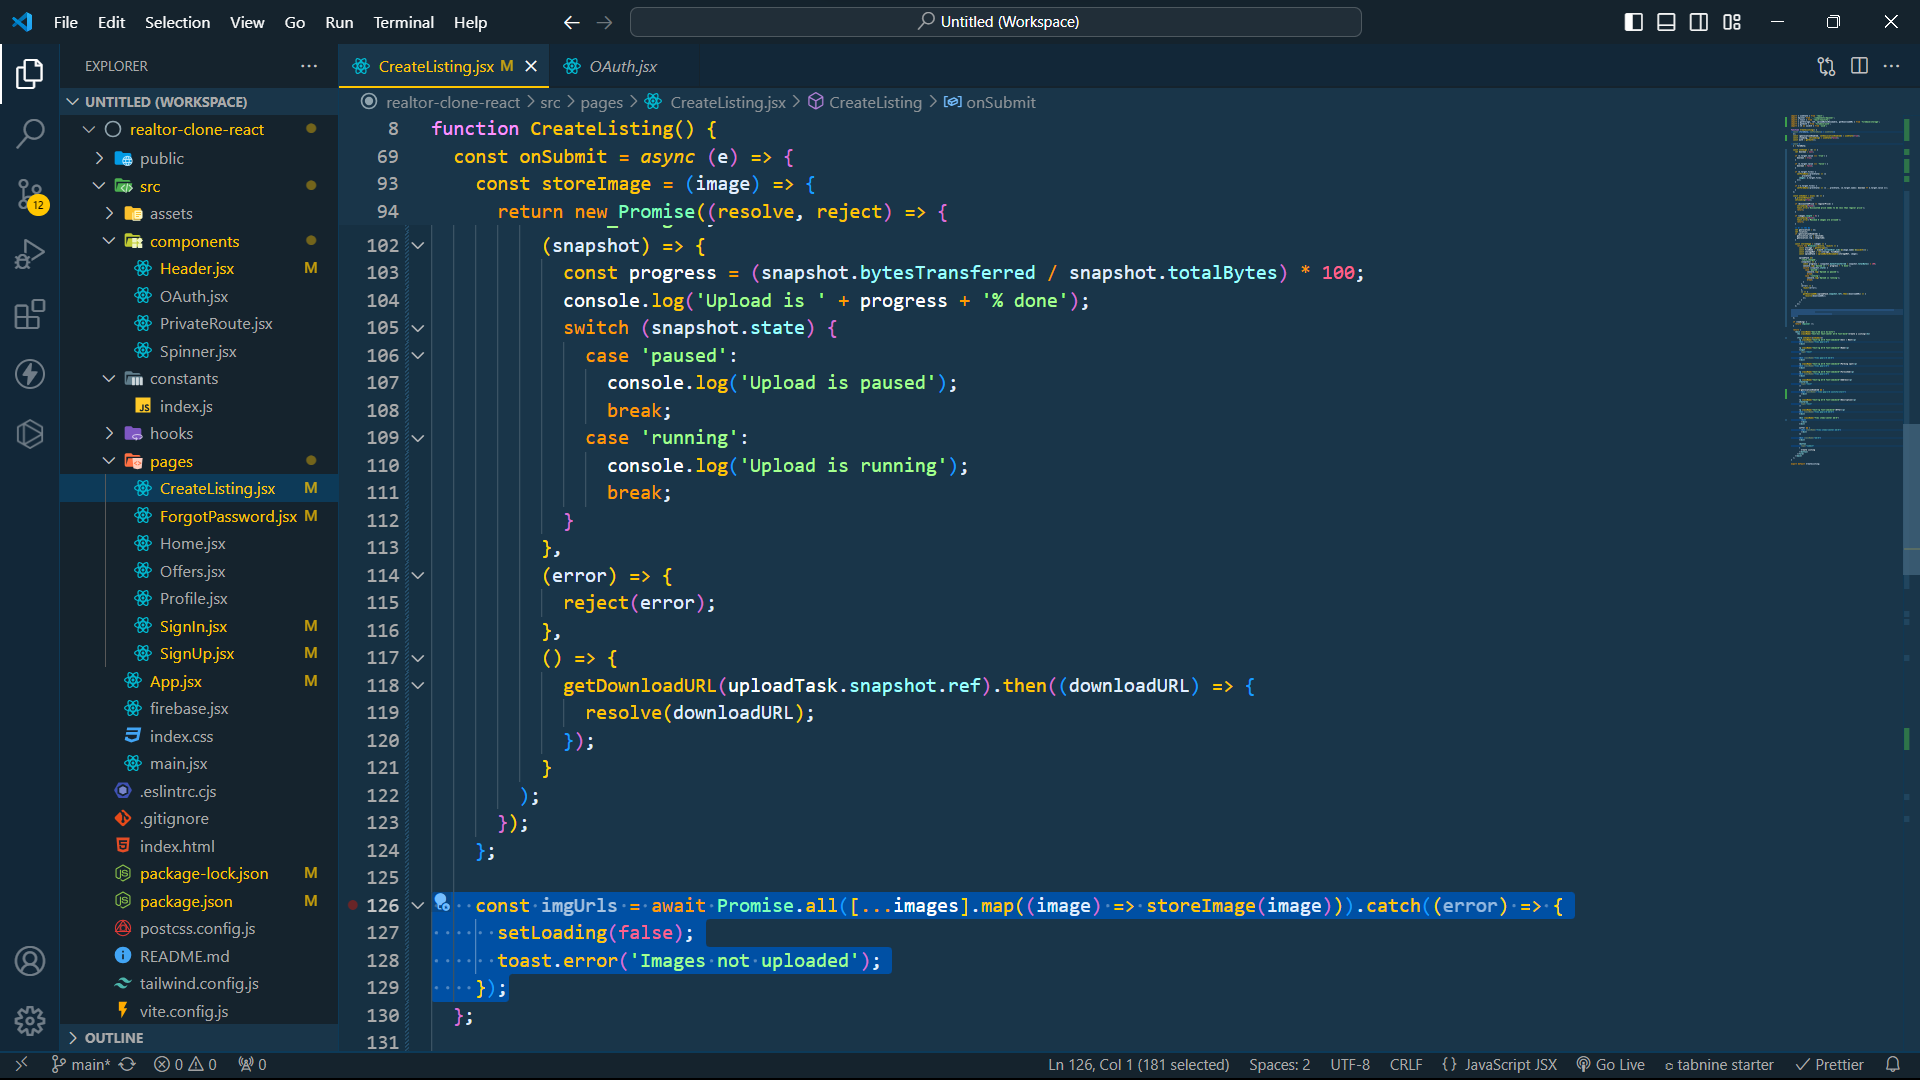 File Edit Selection View Go Run Terminal Help
Untitled (Workspace)
EXPLORER
UNTITLED (WORKSPACE)
realtor-clone-react
public
src
assets
components
Header.jsx M
OAuth.jsx
PrivateRoute.jsx
Spinner.jsx
constants
index.js
hooks
pages
CreateListing.jsx M
ForgotPassword.jsx M
Home.jsx
Offers.jsx
Profile.jsx
SignIn.jsx M
SignUp.jsx M
App.jsx M
firebase.jsx
index.css
main.jsx
.eslintrc.cjs
.gitignore
index.html
package-lock.json M
package.json M
postcss.config.js
README.md
tailwind.config.js
vite.config.js
OUTLINE
12
CreateListing.jsx M
OAuth.jsx
realtor-clone-react > src > pages > CreateListing.jsx > CreateListing > onSubmit
8 function CreateListing() {
69 const onSubmit = async (e) => {
93 const storeImage = (image) => {
94 return new Promise((resolve, reject) => {
102 (snapshot) => {
103 const progress = (snapshot.bytesTransferred / snapshot.totalBytes) * 100;
104 console.log('Upload is ' + progress + '% done');
105 switch (snapshot.state) {
106 case 'paused':
107 console.log('Upload is paused');
108 break;
109 case 'running':
110 console.log('Upload is running');
111 break;
112 }
113 },
114 (error) => {
115 reject(error);
116 },
117 () => {
118 getDownloadURL(uploadTask.snapshot.ref).then((downloadURL) => {
119 resolve(downloadURL);
120 });
121 }
122 );
123 });
124 };
125
126 const imgUrls = await Promise.all([...images].map((image) => storeImage(image))).catch((error) => {
127 setLoading(false);
128 toast.error('Images not uploaded');
129 });
130 };
131
main* 0 0 0
Ln 126, Col 1 (181 selected) Spaces: 2 UTF-8 CRLF {} JavaScript JSX Go Live tabnine starter Prettier